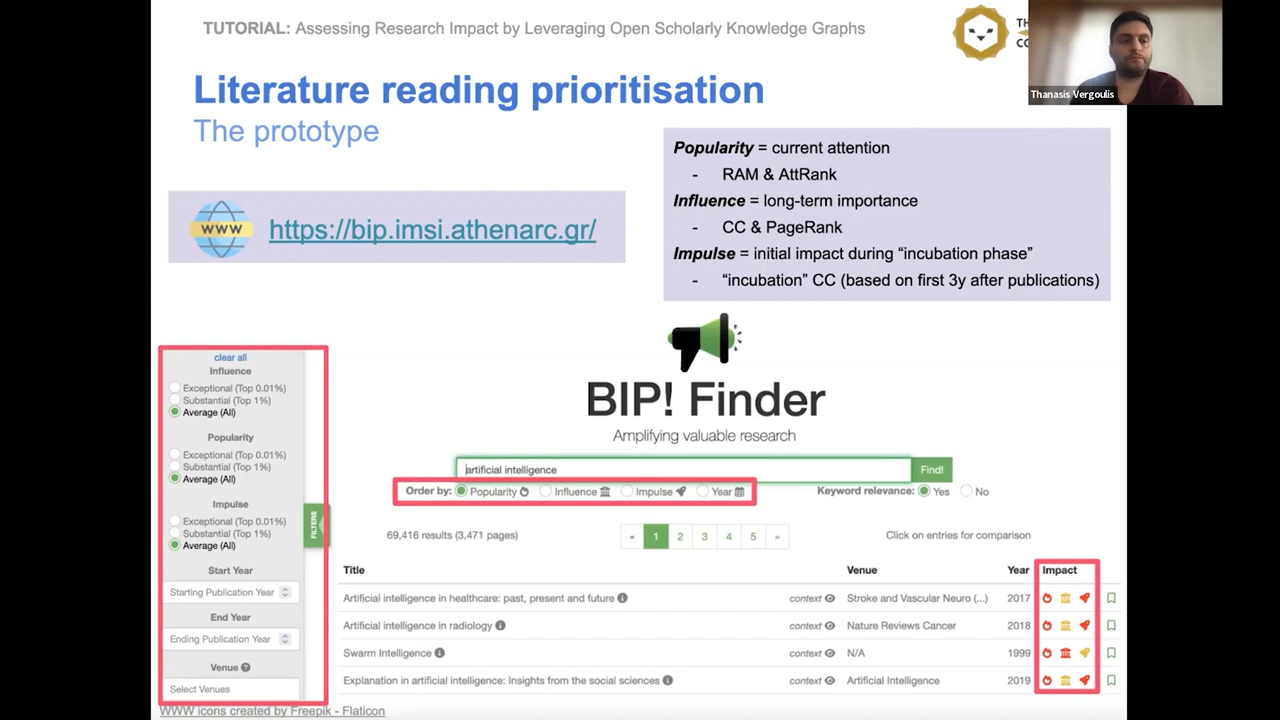 TUTORIAL: Assessing Research Impact by Leveraging Open Scholarly Knowledge Graphs
Thanasis Vergoulis
Literature reading prioritisation
The prototype
WWW
https://bip.imsi.athenarc.gr/
Popularity = current attention
- RAM & AttRank
Influence = long-term importance
- CC & PageRank
Impulse = initial impact during “incubation phase”
- “incubation” CC (based on first 3y after publications)
clear all
Influence
Exceptional (Top 0.01%)
Substantial (Top 1%)
Average (All)
Popularity
Exceptional (Top 0.01%)
Substantial (Top 1%)
Average (All)
Impulse
Exceptional (Top 0.01%)
Substantial (Top 1%)
Average (All)
Start Year
Starting Publication Year
End Year
Ending Publication Year
Venue
Select Venues
FILTERS
BIP! Finder
Amplifying valuable research
artificial intelligence Find!
Order by: Popularity Influence Impulse Year Keyword relevance: Yes No
69,416 results (3,471 pages) « 1 2 3 4 5 » Click on entries for comparison
Title Venue Year Impact
Artificial intelligence in healthcare: past, present and future context Stroke and Vascular Neuro (...) 2017
Artificial intelligence in radiology context Nature Reviews Cancer 2018
Swarm Intelligence context N/A 1999
Explanation in artificial intelligence: Insights from the social sciences context Artificial Intelligence 2019
WWW icons created by Freepik - Flaticon